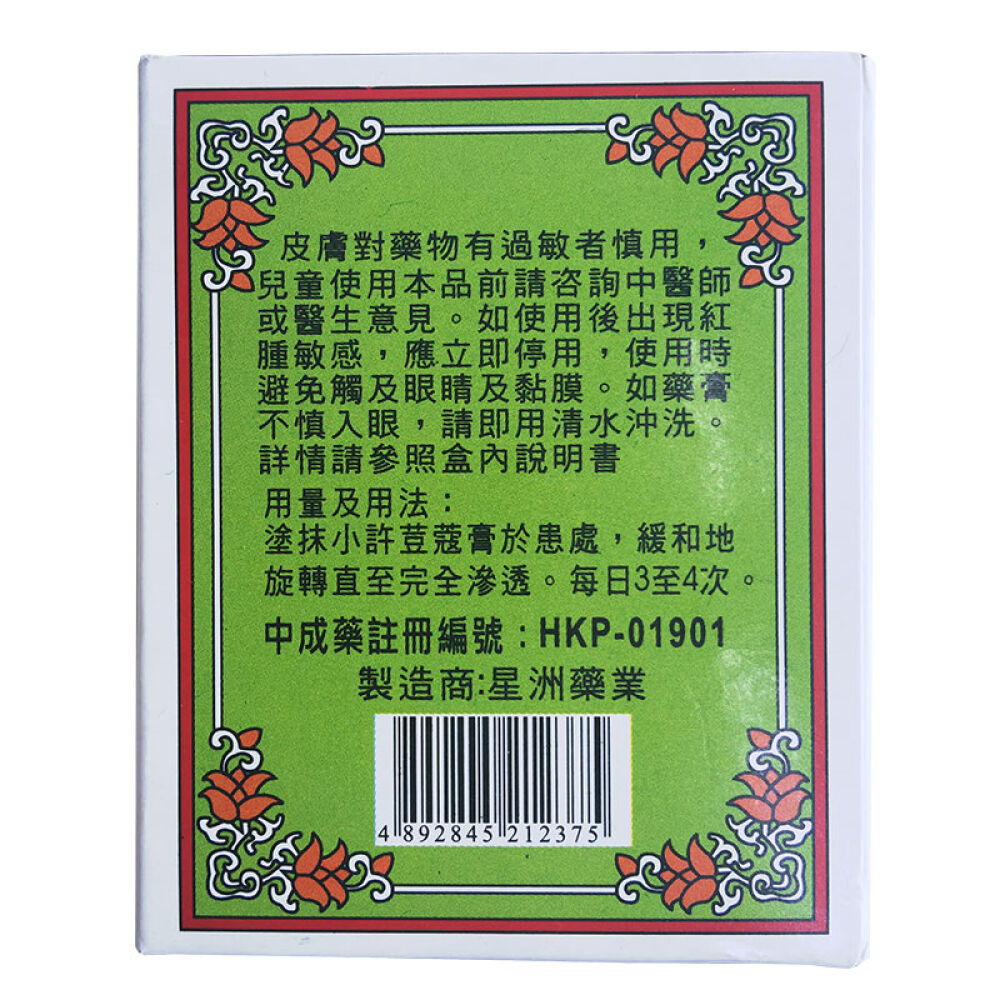 皮膚對藥物有過敏者慎用，
兒童使用本品前請咨詢中醫師
或醫生意見。如使用後出現紅
腫敏感，應立即停用，使用時
避免觸及眼睛及黏膜。如藥膏
不慎入眼，請即用清水沖洗。
詳情請參照盒內說明書
用量及用法：
塗抹小許荳蔻膏於患處，緩和地
旋轉直至完全滲透。每日3至4次。
中成藥註冊編號：HKP-01901
製造商:星洲藥業
4 892845 212375